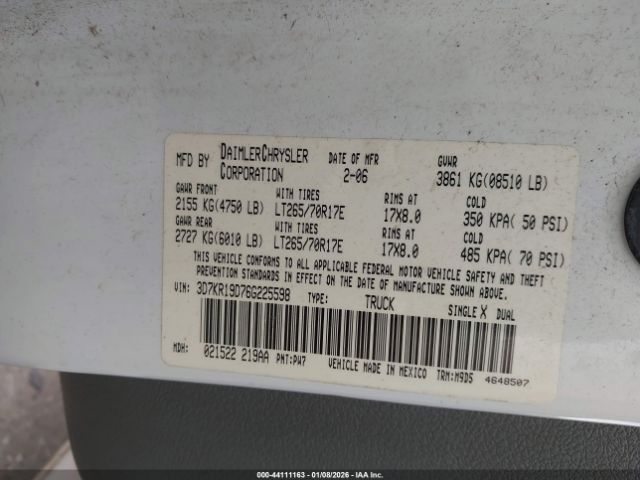 MFD BY DAIMLERCHRYSLER CORPORATION DATE OF MFR 2-06 GVWR 3861 KG(08510 LB)
GAWR FRONT WITH TIRES RIMS AT COLD
2155 KG(4750 LB) LT265/70R17E 17X8.0 350 KPA( 50 PSI)
GAWR REAR WITH TIRES RIMS AT COLD
2727 KG(6010 LB) LT265/70R17E 17X8.0 485 KPA( 70 PSI)
THIS VEHICLE CONFORMS TO ALL APPLICABLE FEDERAL MOTOR VEHICLE SAFETY AND THEFT
PREVENTION STANDARDS IN EFFECT ON THE DATE OF MANUFACTURE SHOWN ABOVE.
VIN: 3D7KR19D76G225598 TYPE: TRUCK SINGLE X DUAL
MDH: 021522 219AA PNT:PW7 VEHICLE MADE IN MEXICO TRM:M9D5
4648507
000-44111163 - 01/08/2026 - IAA Inc.